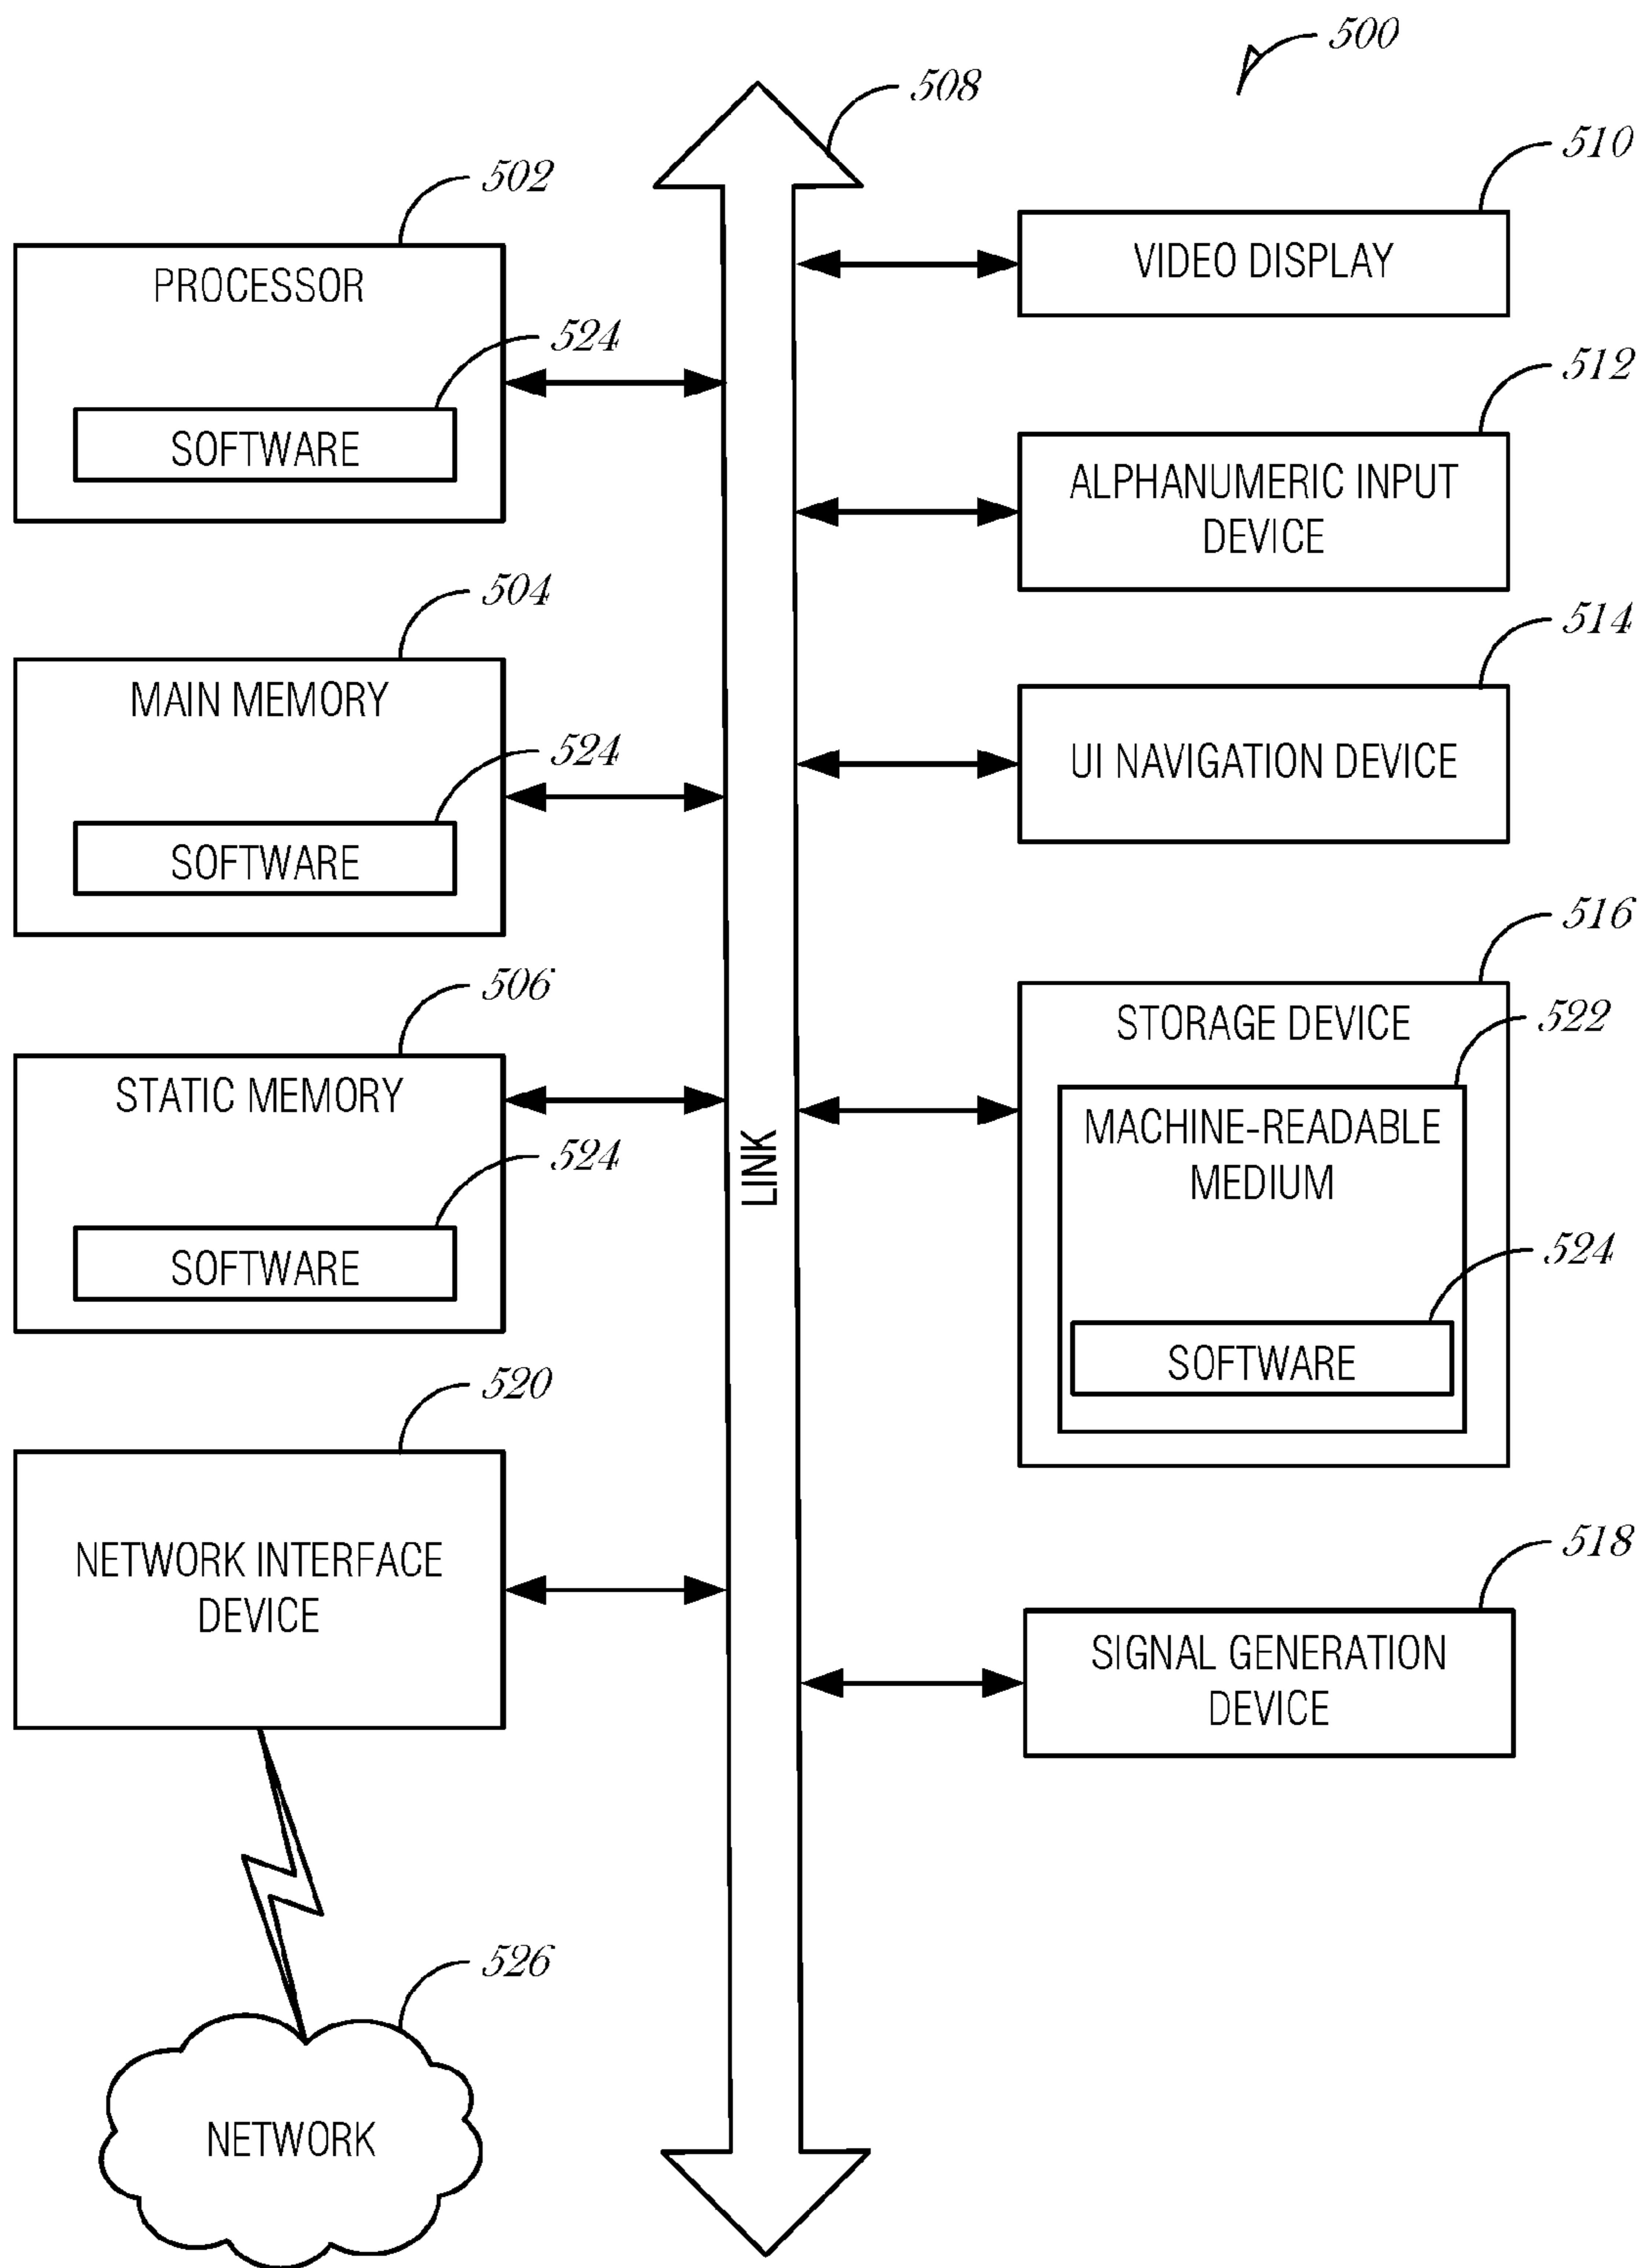 500
508
502
PROCESSOR
524
SOFTWARE
504
MAIN MEMORY
524
SOFTWARE
506
STATIC MEMORY
524
SOFTWARE
520
NETWORK INTERFACE
DEVICE
526
NETWORK
LINK
510
VIDEO DISPLAY
512
ALPHANUMERIC INPUT
DEVICE
514
UI NAVIGATION DEVICE
516
STORAGE DEVICE
522
MACHINE-READABLE
MEDIUM
524
SOFTWARE
518
SIGNAL GENERATION
DEVICE